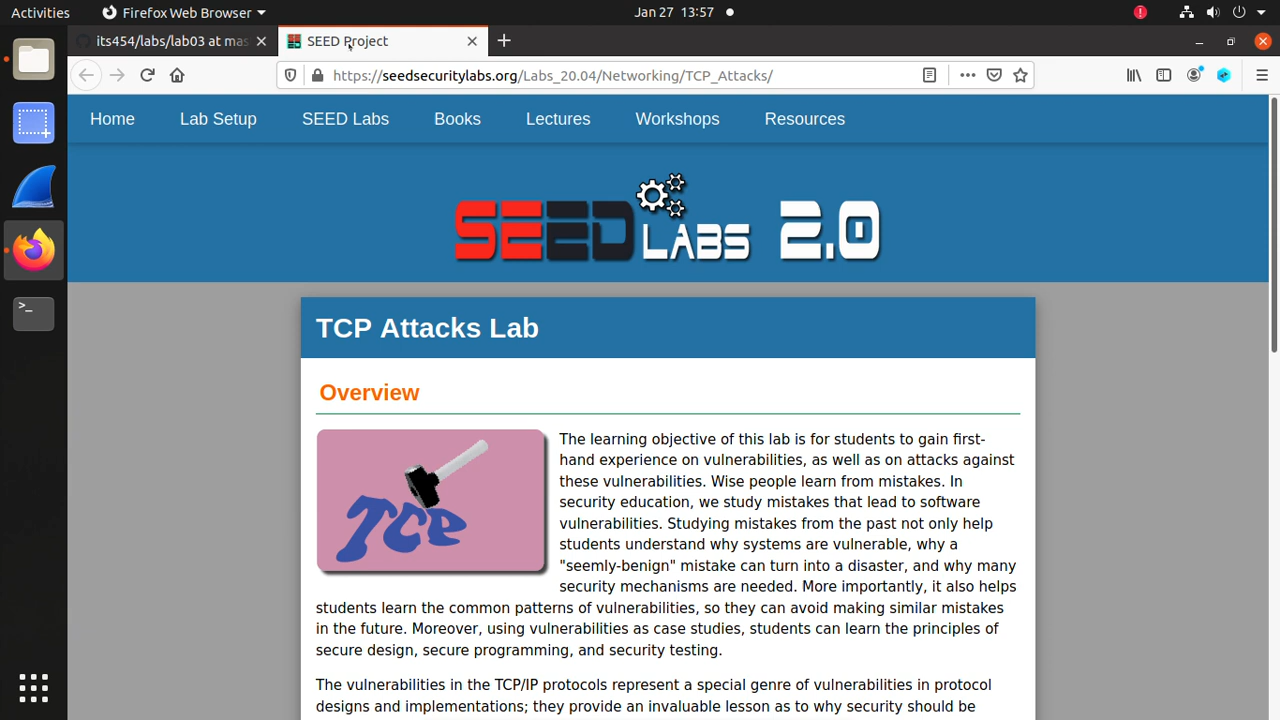 Activities Firefox Web Browser Jan 27 13:57
its454/labs/lab03 at mas SEED Project
https://seedsecuritylabs.org/Labs_20.04/Networking/TCP_Attacks/
Home Lab Setup SEED Labs Books Lectures Workshops Resources
SEED LABS 2.0
TCP Attacks Lab
Overview
TCP
The learning objective of this lab is for students to gain first-
hand experience on vulnerabilities, as well as on attacks against
these vulnerabilities. Wise people learn from mistakes. In
security education, we study mistakes that lead to software
vulnerabilities. Studying mistakes from the past not only help
students understand why systems are vulnerable, why a
"seemly-benign" mistake can turn into a disaster, and why many
security mechanisms are needed. More importantly, it also helps
students learn the common patterns of vulnerabilities, so they can avoid making similar mistakes
in the future. Moreover, using vulnerabilities as case studies, students can learn the principles of
secure design, secure programming, and security testing.
The vulnerabilities in the TCP/IP protocols represent a special genre of vulnerabilities in protocol
designs and implementations; they provide an invaluable lesson as to why security should be